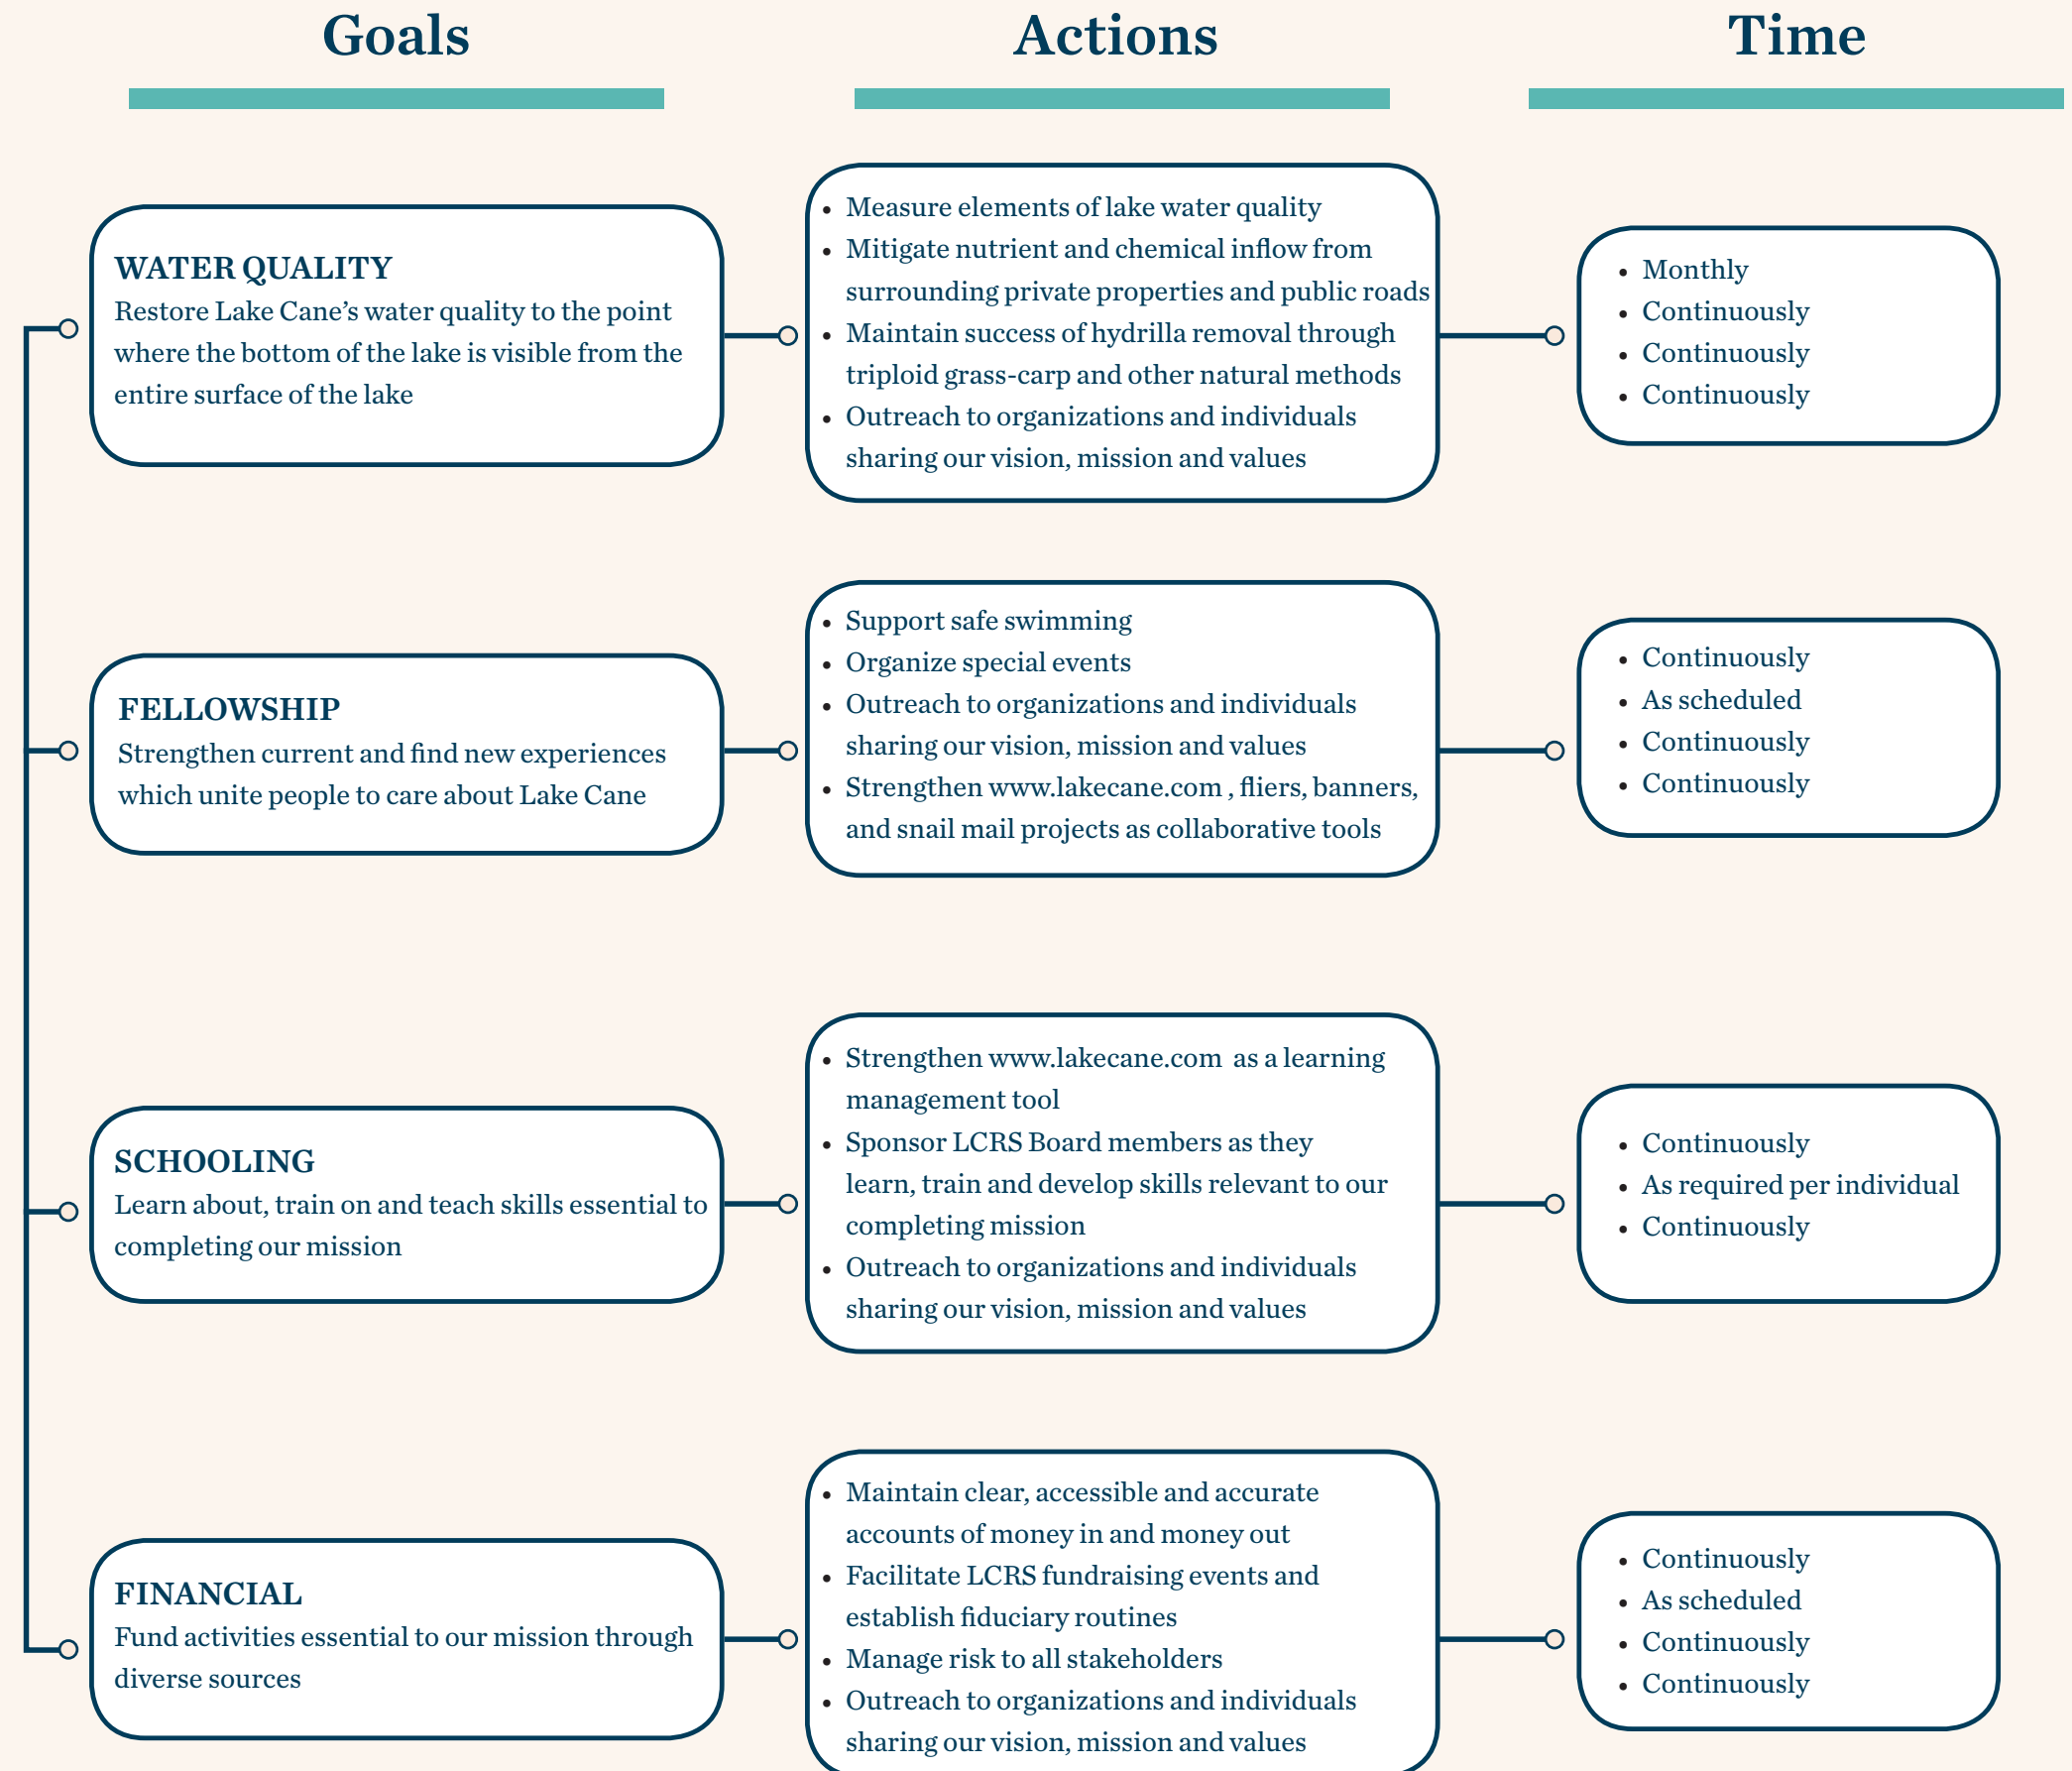 Goals
Actions
Time
WATER QUALITY
Restore Lake Cane’s water quality to the point
where the bottom of the lake is visible from the
entire surface of the lake
• Measure elements of lake water quality
• Mitigate nutrient and chemical inflow from
surrounding private properties and public roads
• Maintain success of hydrilla removal through
triploid grass-carp and other natural methods
• Outreach to organizations and individuals
sharing our vision, mission and values
• Monthly
• Continuously
• Continuously
• Continuously
FELLOWSHIP
Strengthen current and find new experiences
which unite people to care about Lake Cane
• Support safe swimming
• Organize special events
• Outreach to organizations and individuals
sharing our vision, mission and values
• Strengthen www.lakecane.com , fliers, banners,
and snail mail projects as collaborative tools
• Continuously
• As scheduled
• Continuously
• Continuously
SCHOOLING
Learn about, train on and teach skills essential to
completing our mission
• Strengthen www.lakecane.com  as a learning
management tool
• Sponsor LCRS Board members as they
learn, train and develop skills relevant to our
completing mission
• Outreach to organizations and individuals
sharing our vision, mission and values
• Continuously
• As required per individual
• Continuously
FINANCIAL
Fund activities essential to our mission through
diverse sources
• Maintain clear, accessible and accurate
accounts of money in and money out
• Facilitate LCRS fundraising events and
establish fiduciary routines
• Manage risk to all stakeholders
• Outreach to organizations and individuals
sharing our vision, mission and values
• Continuously
• As scheduled
• Continuously
• Continuously